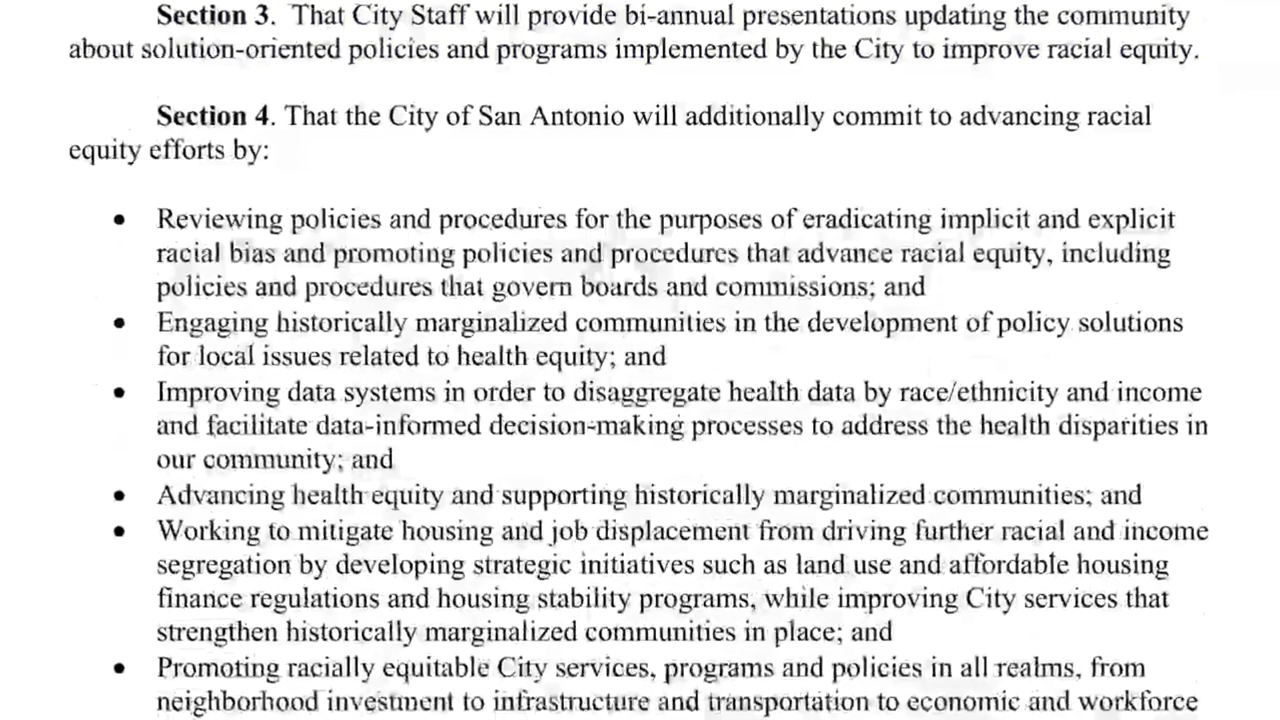 Section 3. That City Staff will provide bi-annual presentations updating the community
about solution-oriented policies and programs implemented by the City to improve racial equity.
Section 4. That the City of San Antonio will additionally commit to advancing racial
equity efforts by:
• Reviewing policies and procedures for the purposes of eradicating implicit and explicit
racial bias and promoting policies and procedures that advance racial equity, including
policies and procedures that govern boards and commissions; and
• Engaging historically marginalized communities in the development of policy solutions
for local issues related to health equity; and
• Improving data systems in order to disaggregate health data by race/ethnicity and income
and facilitate data-informed decision-making processes to address the health disparities in
our community; and
• Advancing health equity and supporting historically marginalized communities; and
• Working to mitigate housing and job displacement from driving further racial and income
segregation by developing strategic initiatives such as land use and affordable housing
finance regulations and housing stability programs, while improving City services that
strengthen historically marginalized communities in place; and
• Promoting racially equitable City services, programs and policies in all realms, from
neighborhood investment to infrastructure and transportation to economic and workforce